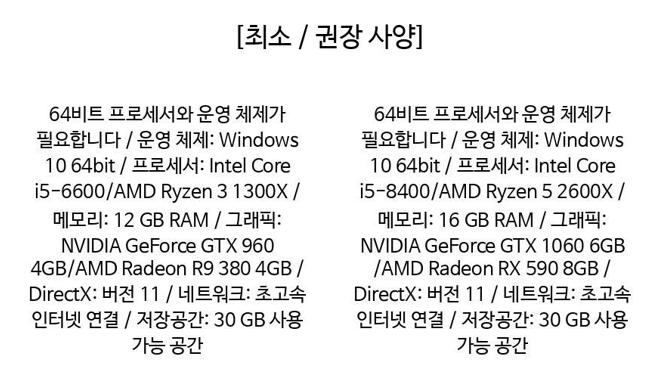 [최소 / 권장 사양]
64비트 프로세서와 운영 체제가
필요합니다 / 운영 체제: Windows
10 64bit / 프로세서: Intel Core
i5-6600/AMD Ryzen 3 1300X /
메모리: 12 GB RAM / 그래픽:
NVIDIA GeForce GTX 960
4GB/AMD Radeon R9 380 4GB /
DirectX: 버전 11 / 네트워크: 초고속
인터넷 연결 / 저장공간: 30 GB 사용
가능 공간
64비트 프로세서와 운영 체제가
필요합니다 / 운영 체제: Windows
10 64bit / 프로세서: Intel Core
i5-8400/AMD Ryzen 5 2600X /
메모리: 16 GB RAM / 그래픽:
NVIDIA GeForce GTX 1060 6GB
/AMD Radeon RX 590 8GB /
DirectX: 버전 11 / 네트워크: 초고속
인터넷 연결 / 저장공간: 30 GB 사용
가능 공간